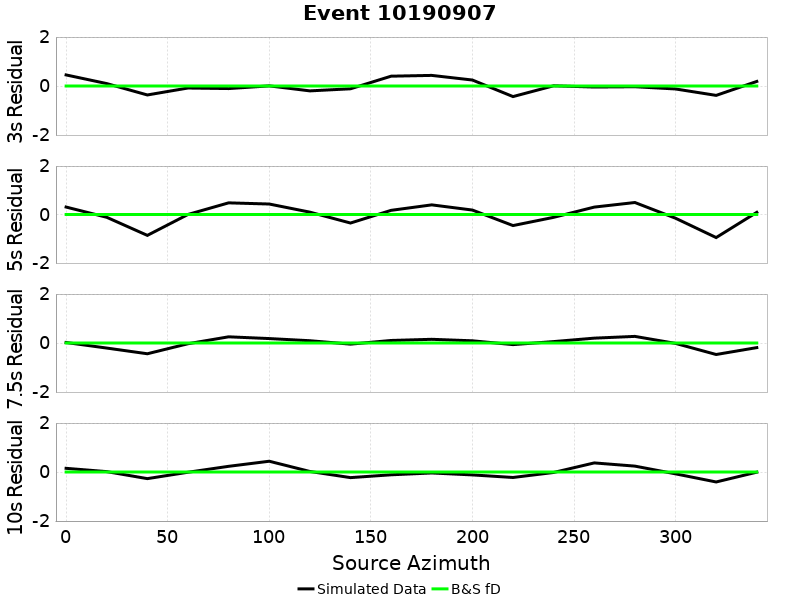 Event 10190907
3s Residual
2
0
-2
5s Residual
2
0
-2
7.5s Residual
2
0
-2
10s Residual
2
0
-2
0 50 100 150 200 250 300
Source Azimuth
Simulated Data B&S fD